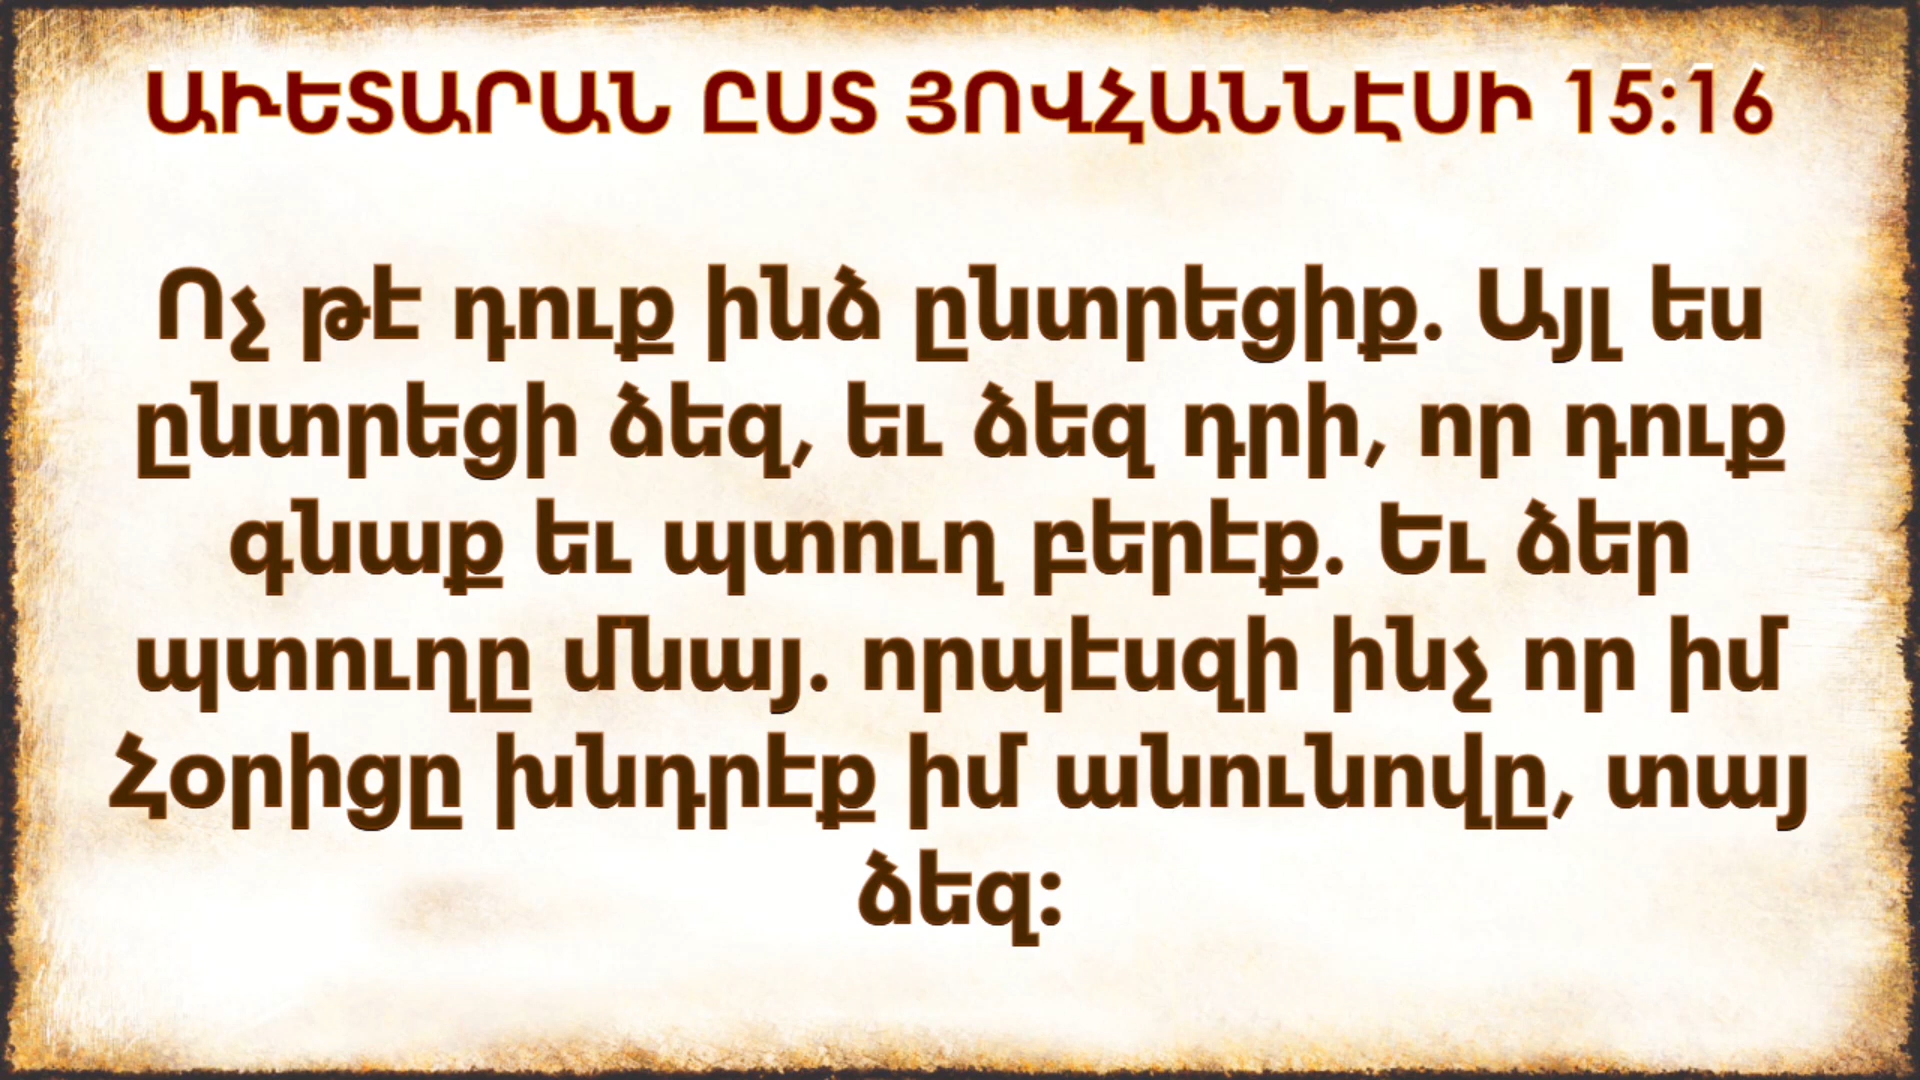 ԱՒԵՏԱՐԱՆ ԸՍՏ ՅՈՎՀԱՆՆԷՍԻ 15:16
Ոչ թէ դուք ինձ ընտրեցիք. Այլ ես
ընտրեցի ձեզ, եւ ձեզ դրի, որ դուք
գնաք եւ պտուղ բերէք. Եւ ձեր
պտուղը մնայ. որպէսզի ինչ որ իմ
Հօրիցը խնդրէք իմ անունովը, տայ
ձեզ: